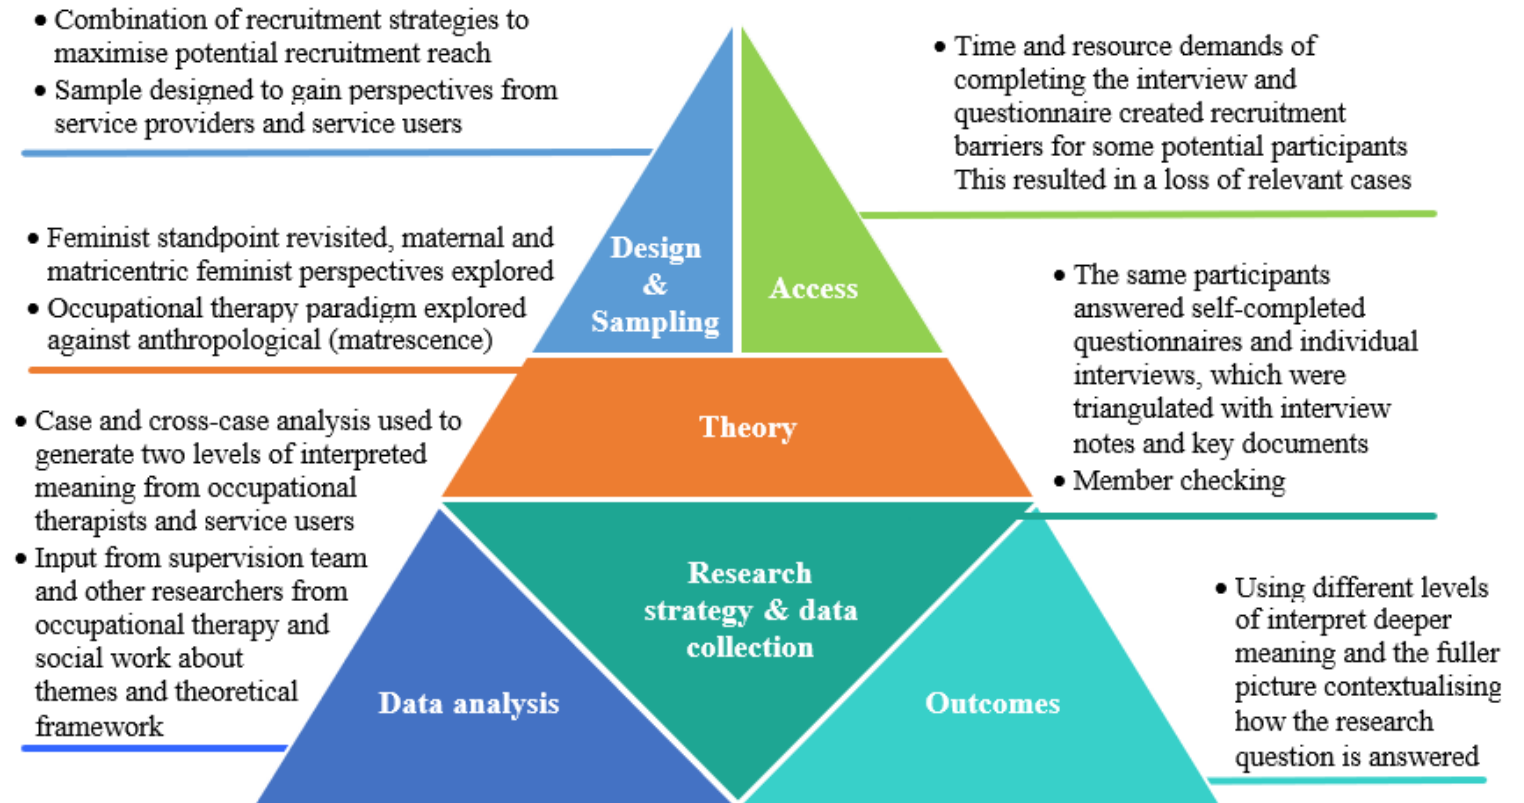 • Combination of recruitment strategies to
maximise potential recruitment reach
• Sample designed to gain perspectives from
service providers and service users
• Time and resource demands of
completing the interview and
questionnaire created recruitment
barriers for some potential participants
This resulted in a loss of relevant cases
Design
&
Sampling
Access
• Feminist standpoint revisited, maternal and
matricentric feminist perspectives explored
• Occupational therapy paradigm explored
against anthropological (matrescence)
• The same participants
answered self-completed
questionnaires and individual
interviews, which were
triangulated with interview
notes and key documents
• Member checking
Theory
• Case and cross-case analysis used to
generate two levels of interpreted
meaning from occupational
therapists and service users
• Input from supervision team
and other researchers from
occupational therapy and
social work about
themes and theoretical
framework
Research
strategy & data
collection
Data analysis
Outcomes
• Using different levels
of interpret deeper
meaning and the fuller
picture contextualising
how the research
question is answered